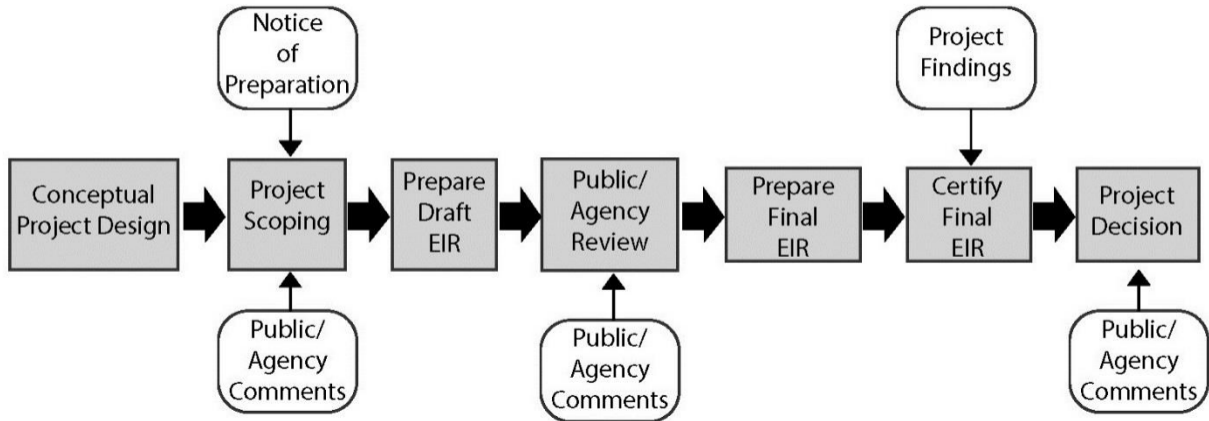 Notice
of
Preparation
Project
Findings
Conceptual
Project Design
Project
Scoping
Prepare
Draft
EIR
Public/
Agency
Review
Prepare
Final
EIR
Certify
Final
EIR
Project
Decision
Public/
Agency
Comments
Public/
Agency
Comments
Public/
Agency
Comments